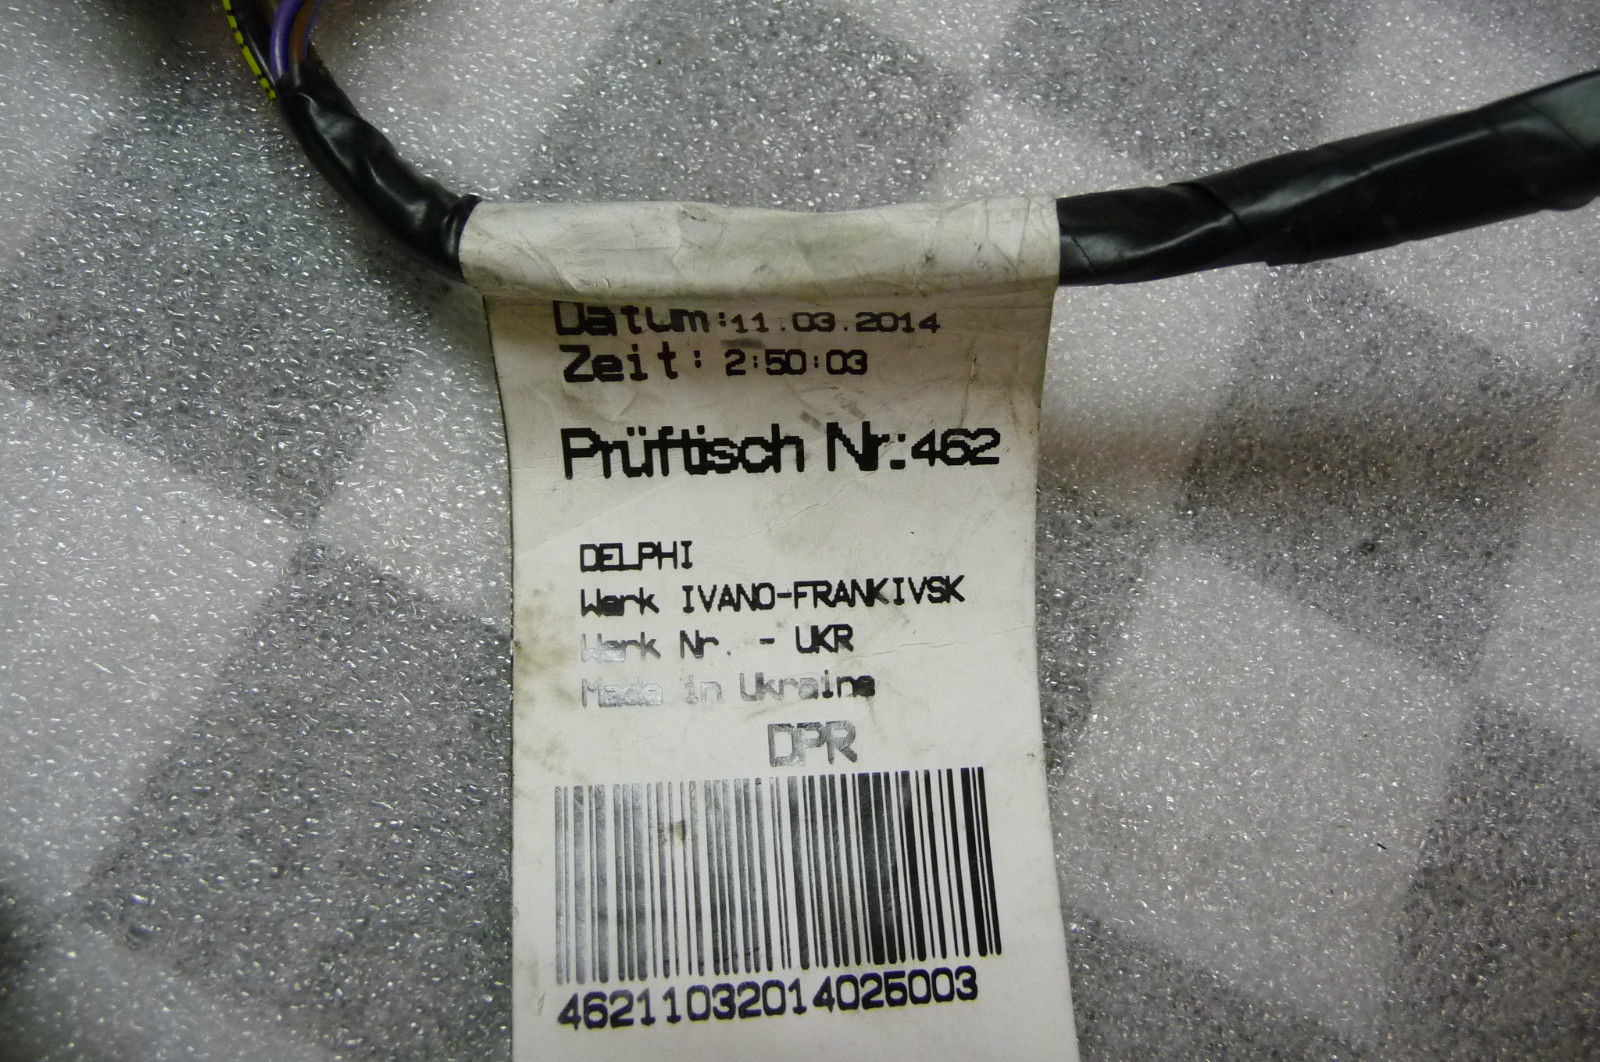 Datum:11.03.2014
Zeit: 2:50:03
Prüftisch Nr.:462
DELPHI
Werk IVANO-FRANKIVSK
Werk Nr. - UKR
Made in Ukraine
DPR
46211032014025003